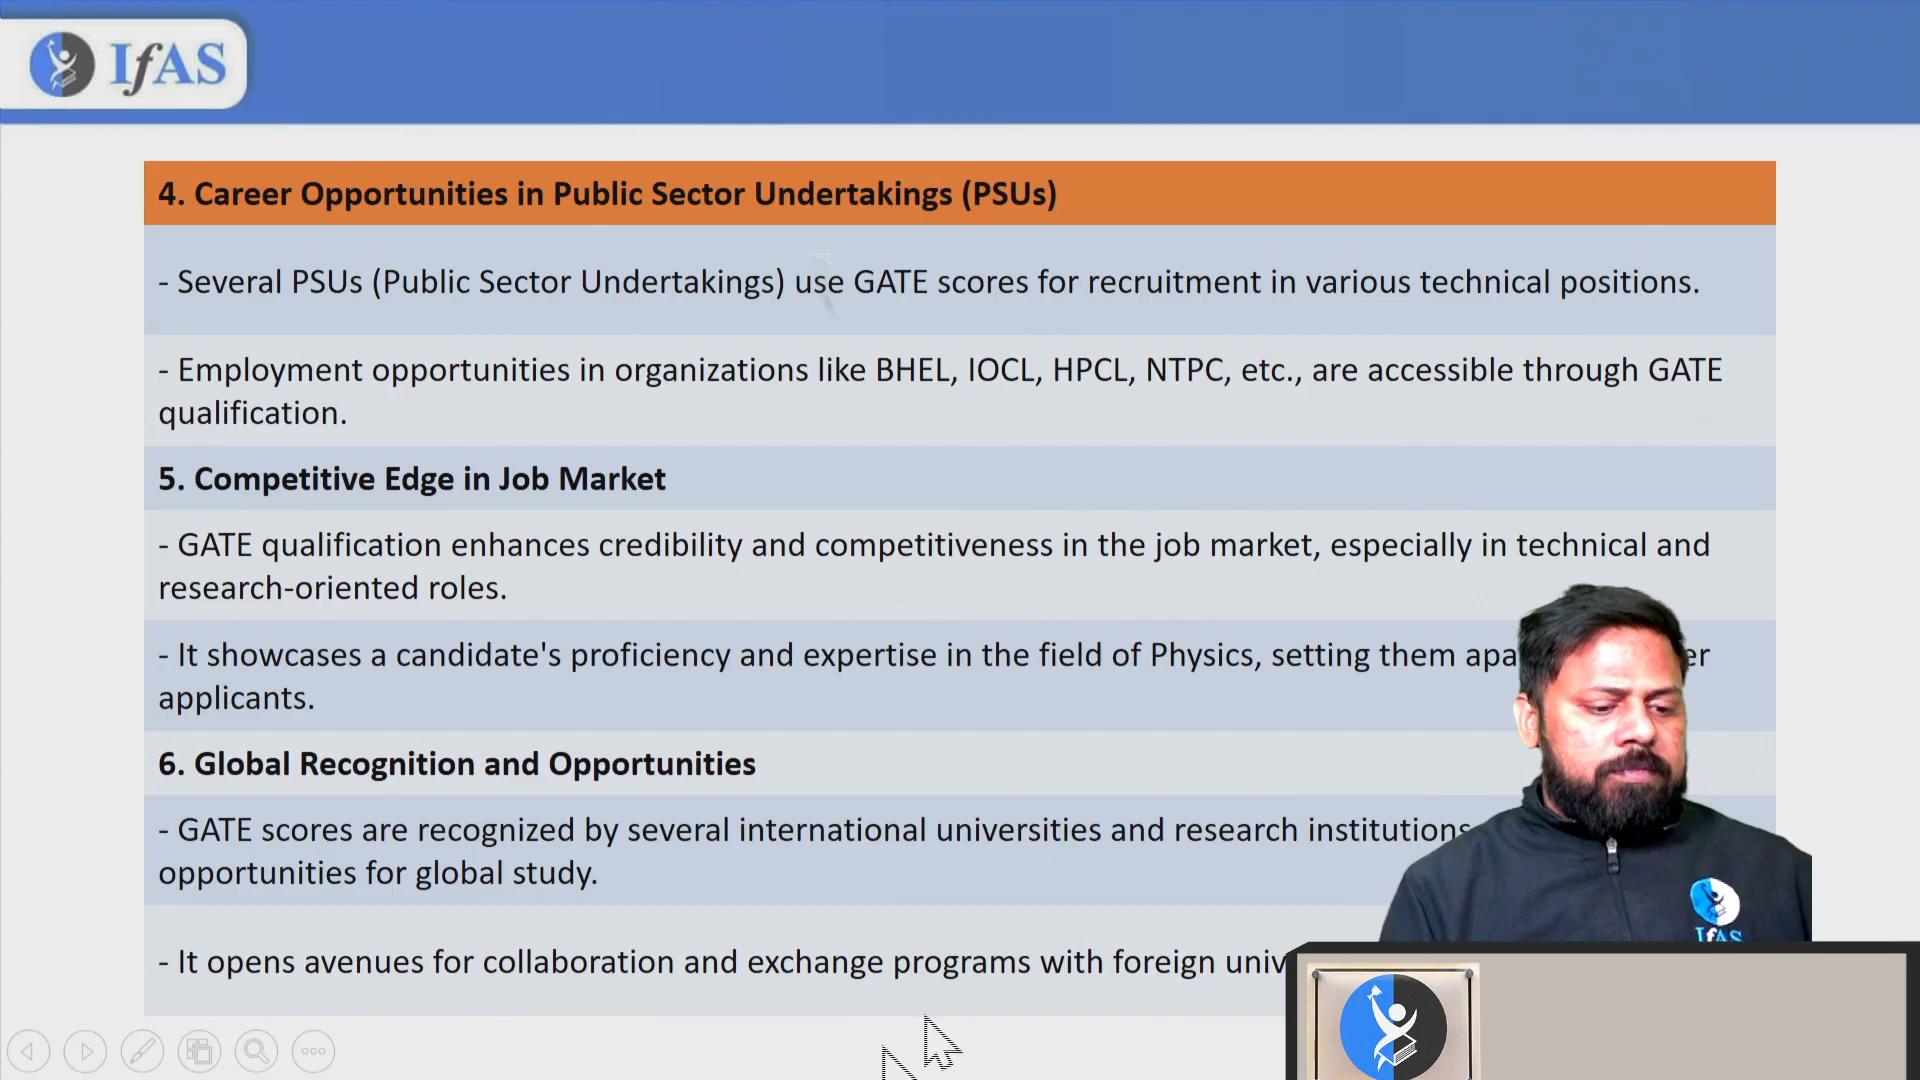 IfAS
4. Career Opportunities in Public Sector Undertakings (PSUs)
- Several PSUs (Public Sector Undertakings) use GATE scores for recruitment in various technical positions.
- Employment opportunities in organizations like BHEL, IOCL, HPCL, NTPC, etc., are accessible through GATE
qualification.
5. Competitive Edge in Job Market
- GATE qualification enhances credibility and competitiveness in the job market, especially in technical and
research-oriented roles.
- It showcases a candidate's proficiency and expertise in the field of Physics, setting them
applicants.
6. Global Recognition and Opportunities
- GATE scores are recognized by several international universities and research institutions
opportunities for global study.
- It opens avenues for collaboration and exchange programs with foreign
IfAS